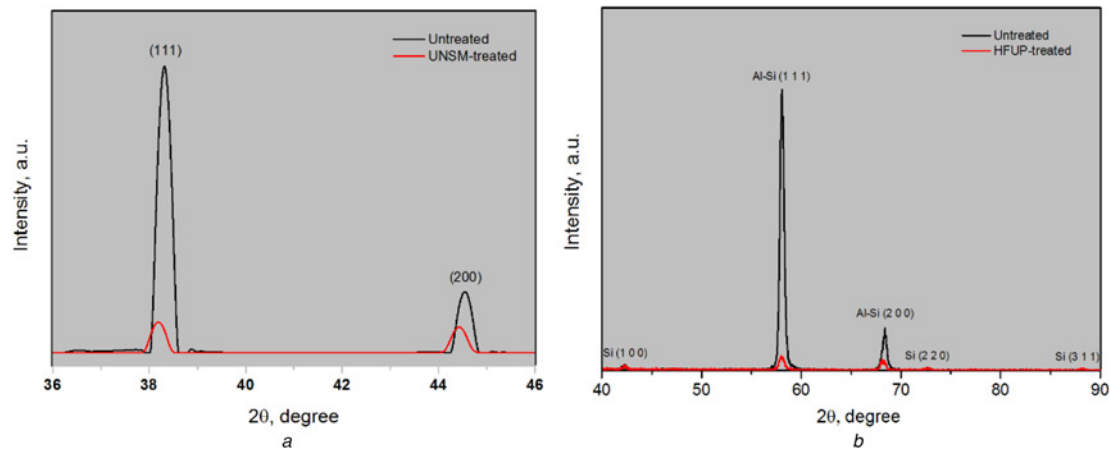 (111)
Untreated
UNSM-treated
(200)
Intensity, a.u.
36 38 40 42 44 46
2θ, degree
a
Untreated
HFUP-treated
Al-Si (1 1 1)
Al-Si (2 0 0)
Si (1 0 0)
Si (2 2 0)
Si (3 1 1)
Intensity, a.u.
40 50 60 70 80 90
2θ, degree
b